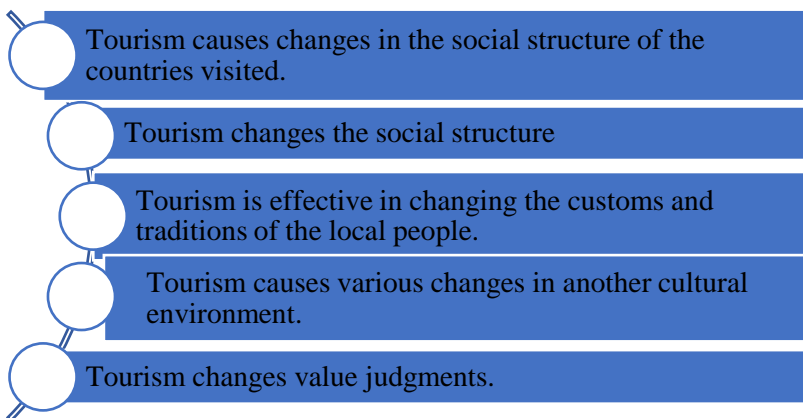 Tourism causes changes in the social structure of the
countries visited.
Tourism changes the social structure
Tourism is effective in changing the customs and
traditions of the local people.
Tourism causes various changes in another cultural
environment.
Tourism changes value judgments.